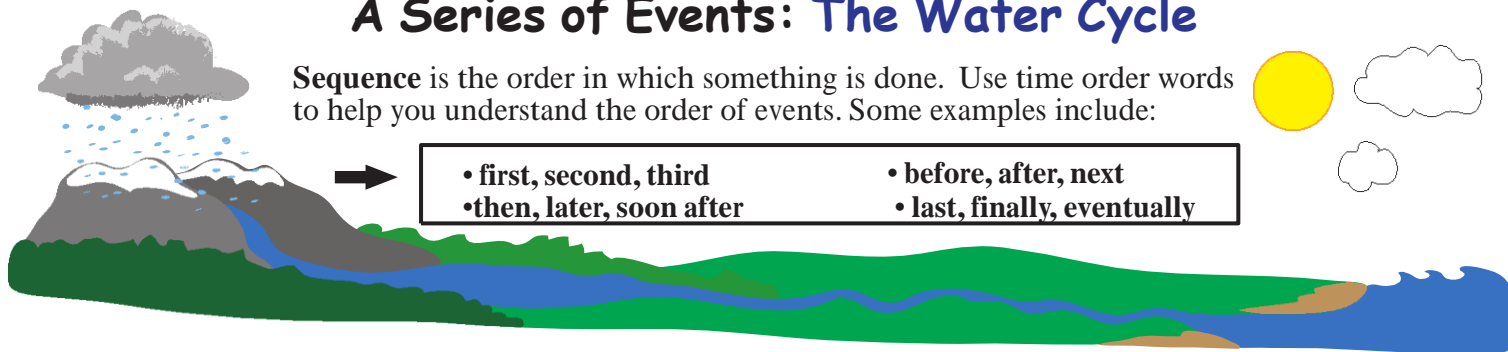 A Series of Events: The Water Cycle
Sequence is the order in which something is done. Use time order words
to help you understand the order of events. Some examples include:
• first, second, third
• before, after, next
•then, later, soon after
• last, finally, eventually